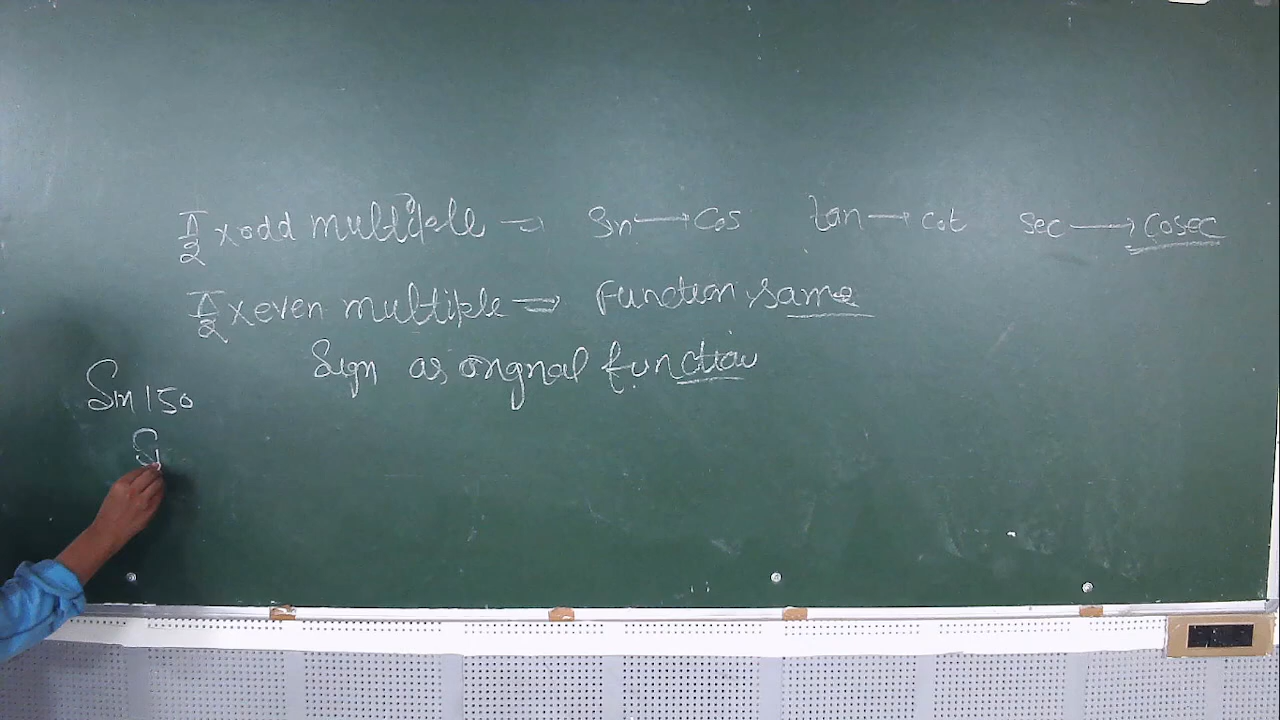 π/2 x odd multiple ⇒ Sin → Cos tan → cot sec → Cosec
π/2 x even multiple ⇒ Function same
Sign as orignal function
Sin 150
Si